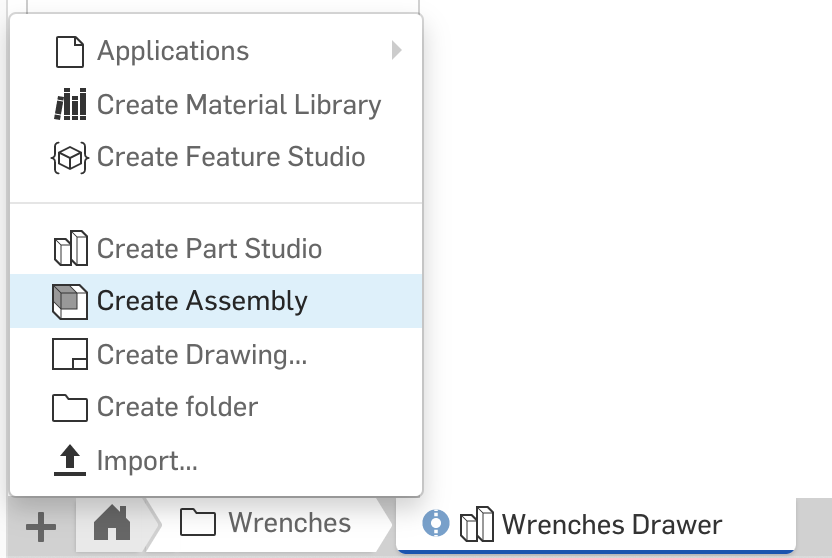 Applications
Create Material Library
Create Feature Studio
Create Part Studio
Create Assembly
Create Drawing...
Create folder
Import...
Wrenches Wrenches Drawer